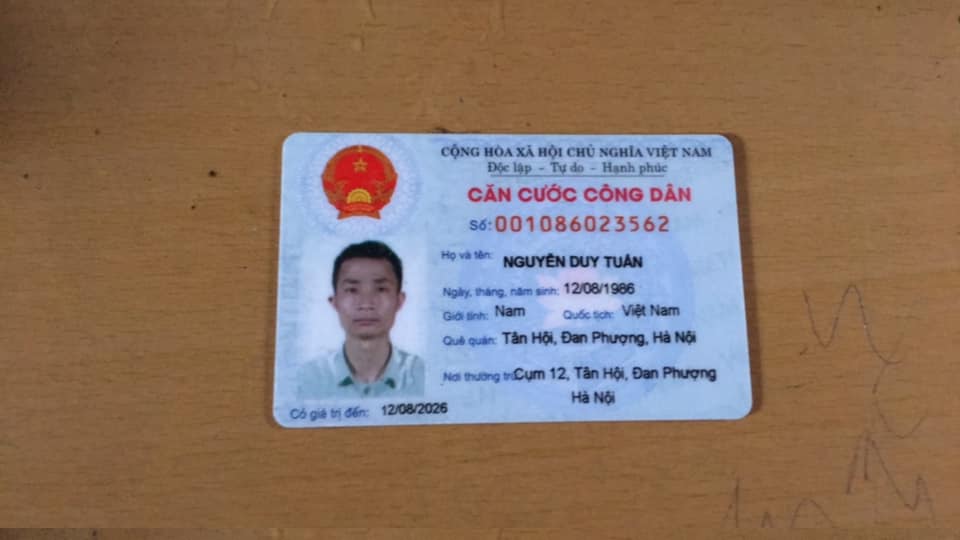 CỘNG HÒA XÃ HỘI CHỦ NGHĨA VIỆT NAM
Độc lập - Tự do - Hạnh phúc
CĂN CƯỚC CÔNG DÂN
Số: 001086023562
Họ và tên: NGUYỄN DUY TUÂN
Ngày, tháng, năm sinh: 12/08/1986
Giới tính: Nam Quốc tịch: Việt Nam
Quê quán: Tân Hội, Đan Phượng, Hà Nội
Nơi thường trú: Cụm 12, Tân Hội, Đan Phượng
Hà Nội
Có giá trị đến: 12/08/2026